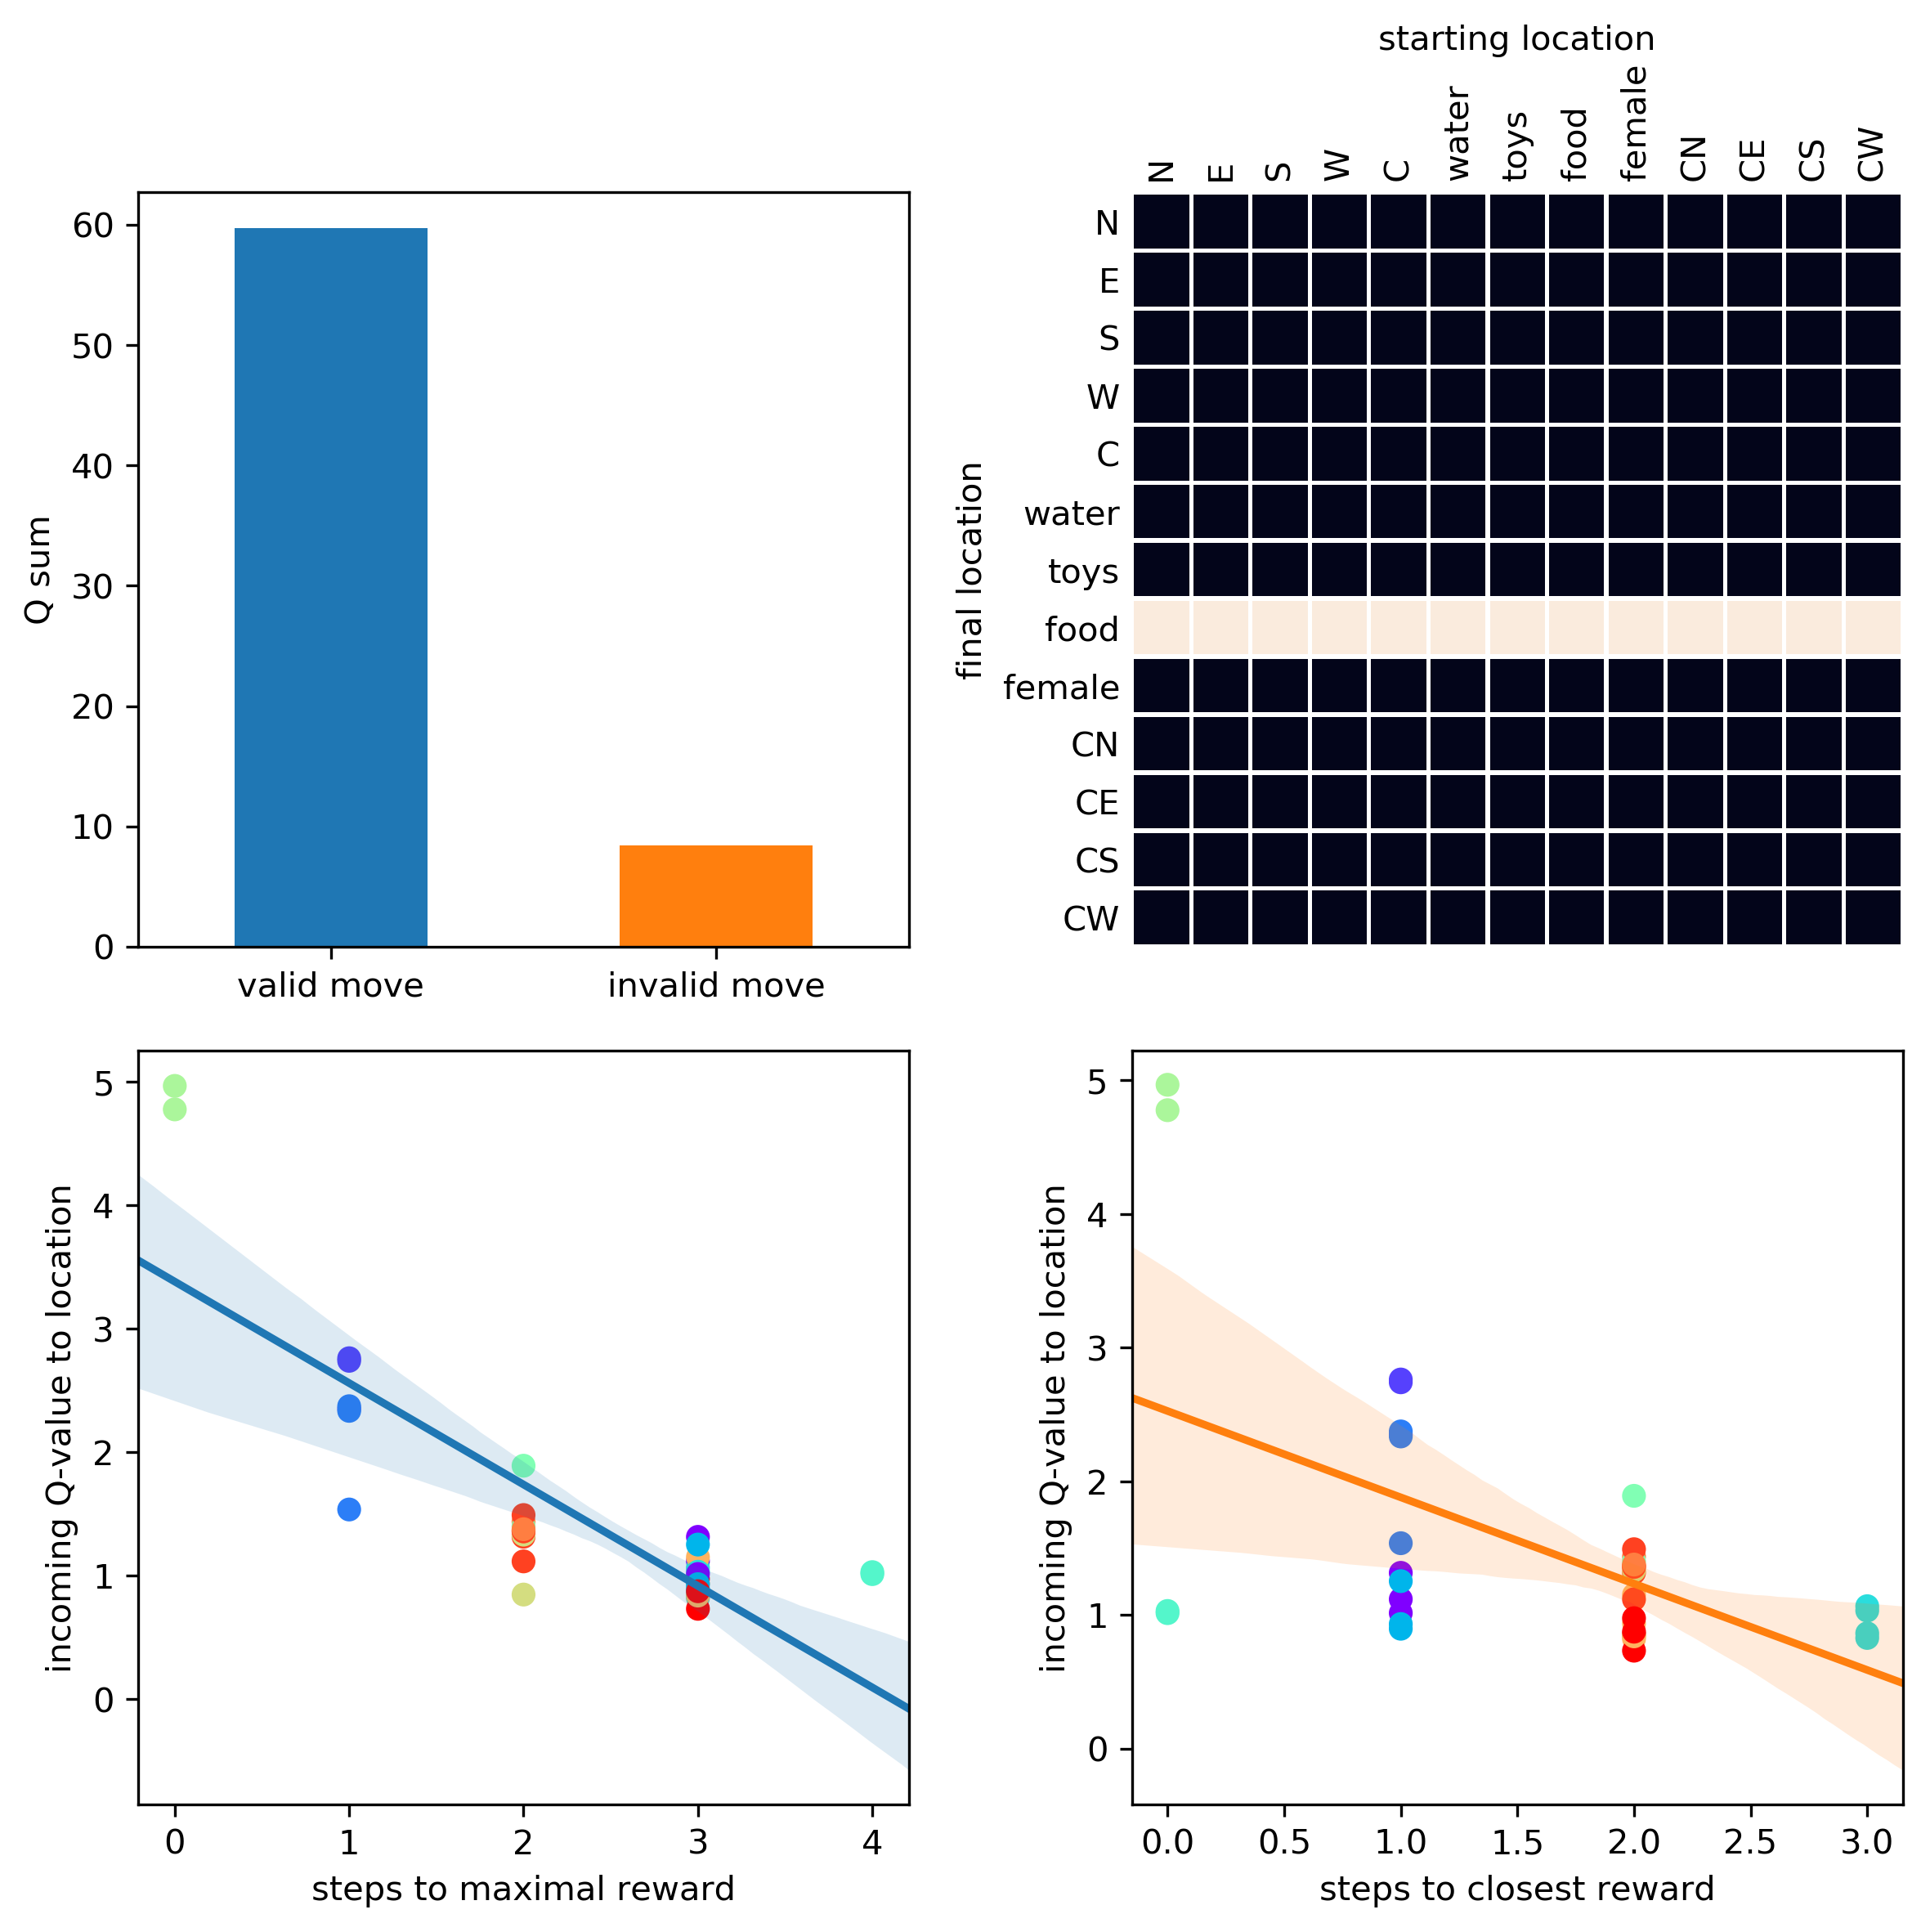 60
50
40
30
20
10
0
Q sum
valid move
invalid move
starting location
N
E
S
W
C
water
toys
food
female
CN
CE
CS
CW
final location
N
E
S
W
C
water
toys
food
female
CN
CE
CS
CW
5
4
3
2
1
0
incoming Q-value to location
0
1
2
3
4
steps to maximal reward
5
4
3
2
1
0
incoming Q-value to location
0.0
0.5
1.0
1.5
2.0
2.5
3.0
steps to closest reward